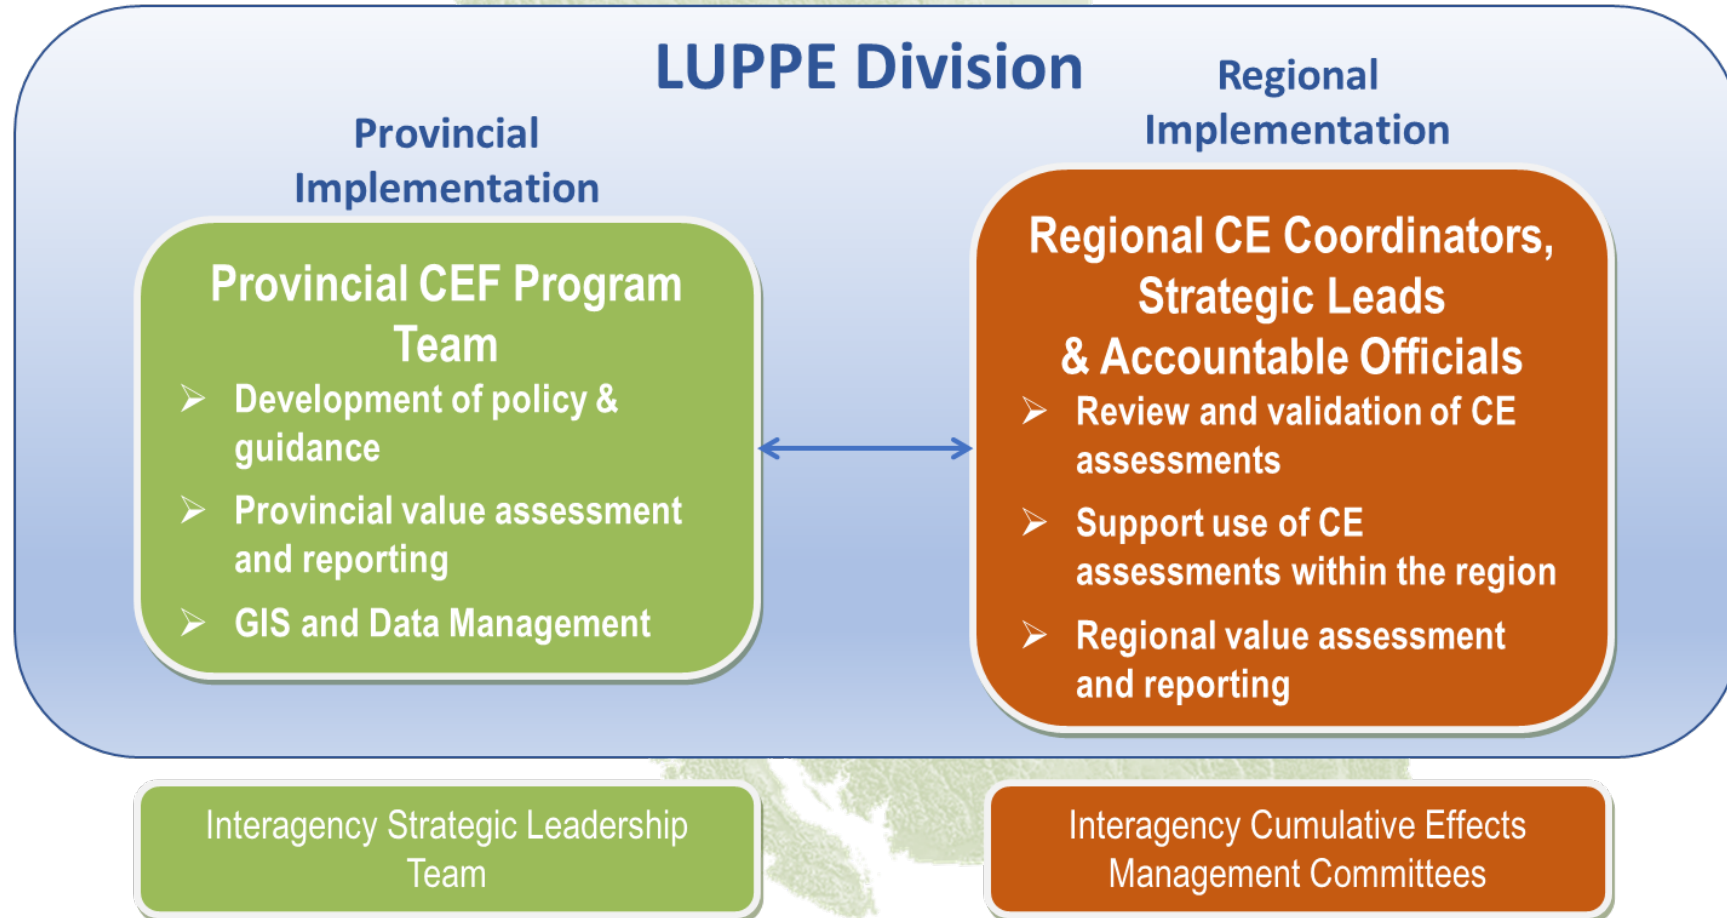 LUPPE Division
Provincial
Implementation
Provincial CEF Program
Team
➢ Development of policy &
guidance
➢ Provincial value assessment
and reporting
➢ GIS and Data Management
Regional
Implementation
Regional CE Coordinators,
Strategic Leads
& Accountable Officials
➢ Review and validation of CE
assessments
➢ Support use of CE
assessments within the region
➢ Regional value assessment
and reporting
Interagency Strategic Leadership
Team
Interagency Cumulative Effects
Management Committees